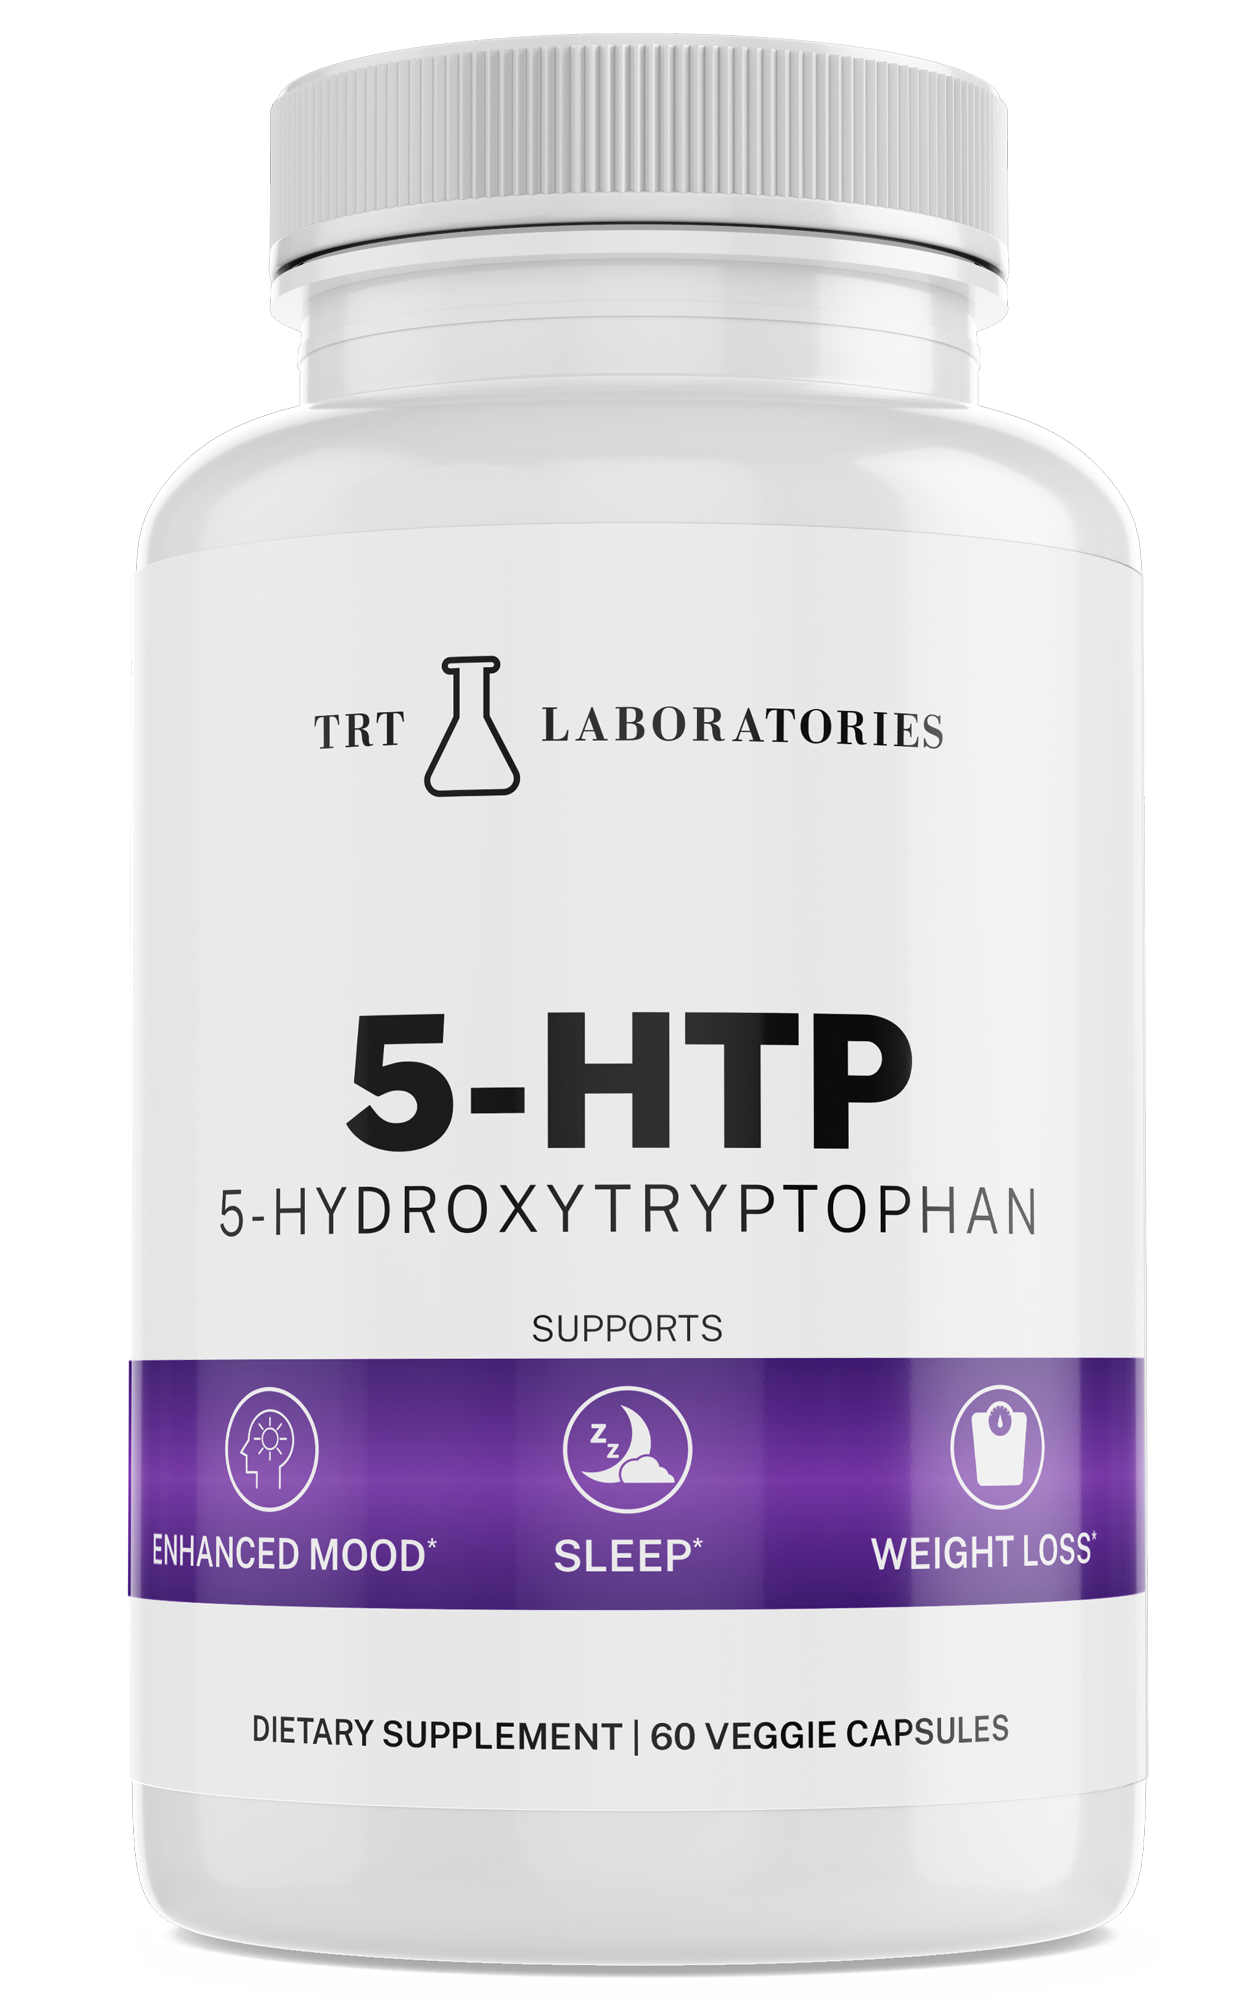 TRT LABORATORIES
5-HTP
5-HYDROXYTRYPTOPHAN
SUPPORTS
Z
Z
ENHANCED MOOD* SLEEP* WEIGHT LOSS*
DIETARY SUPPLEMENT | 60 VEGGIE CAPSULES